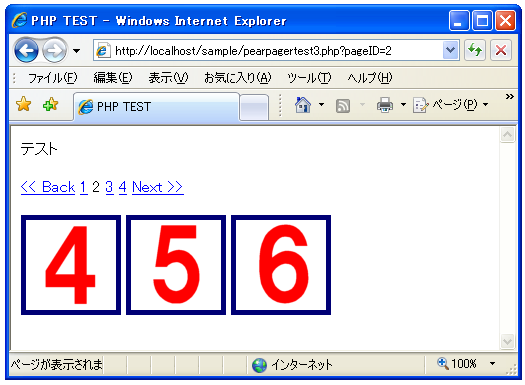 PHP TEST - Windows Internet Explorer
http://localhost/sample/pearpagertest3.php?pageID=2
ファイル(F) 編集(E) 表示(V) お気に入り(A) ツール(T) ヘルプ(H)
PHP TEST ページ(P) »
テスト
<< Back 1 2 3 4 Next >>
4 5 6
ページが表示されま インターネット 100%